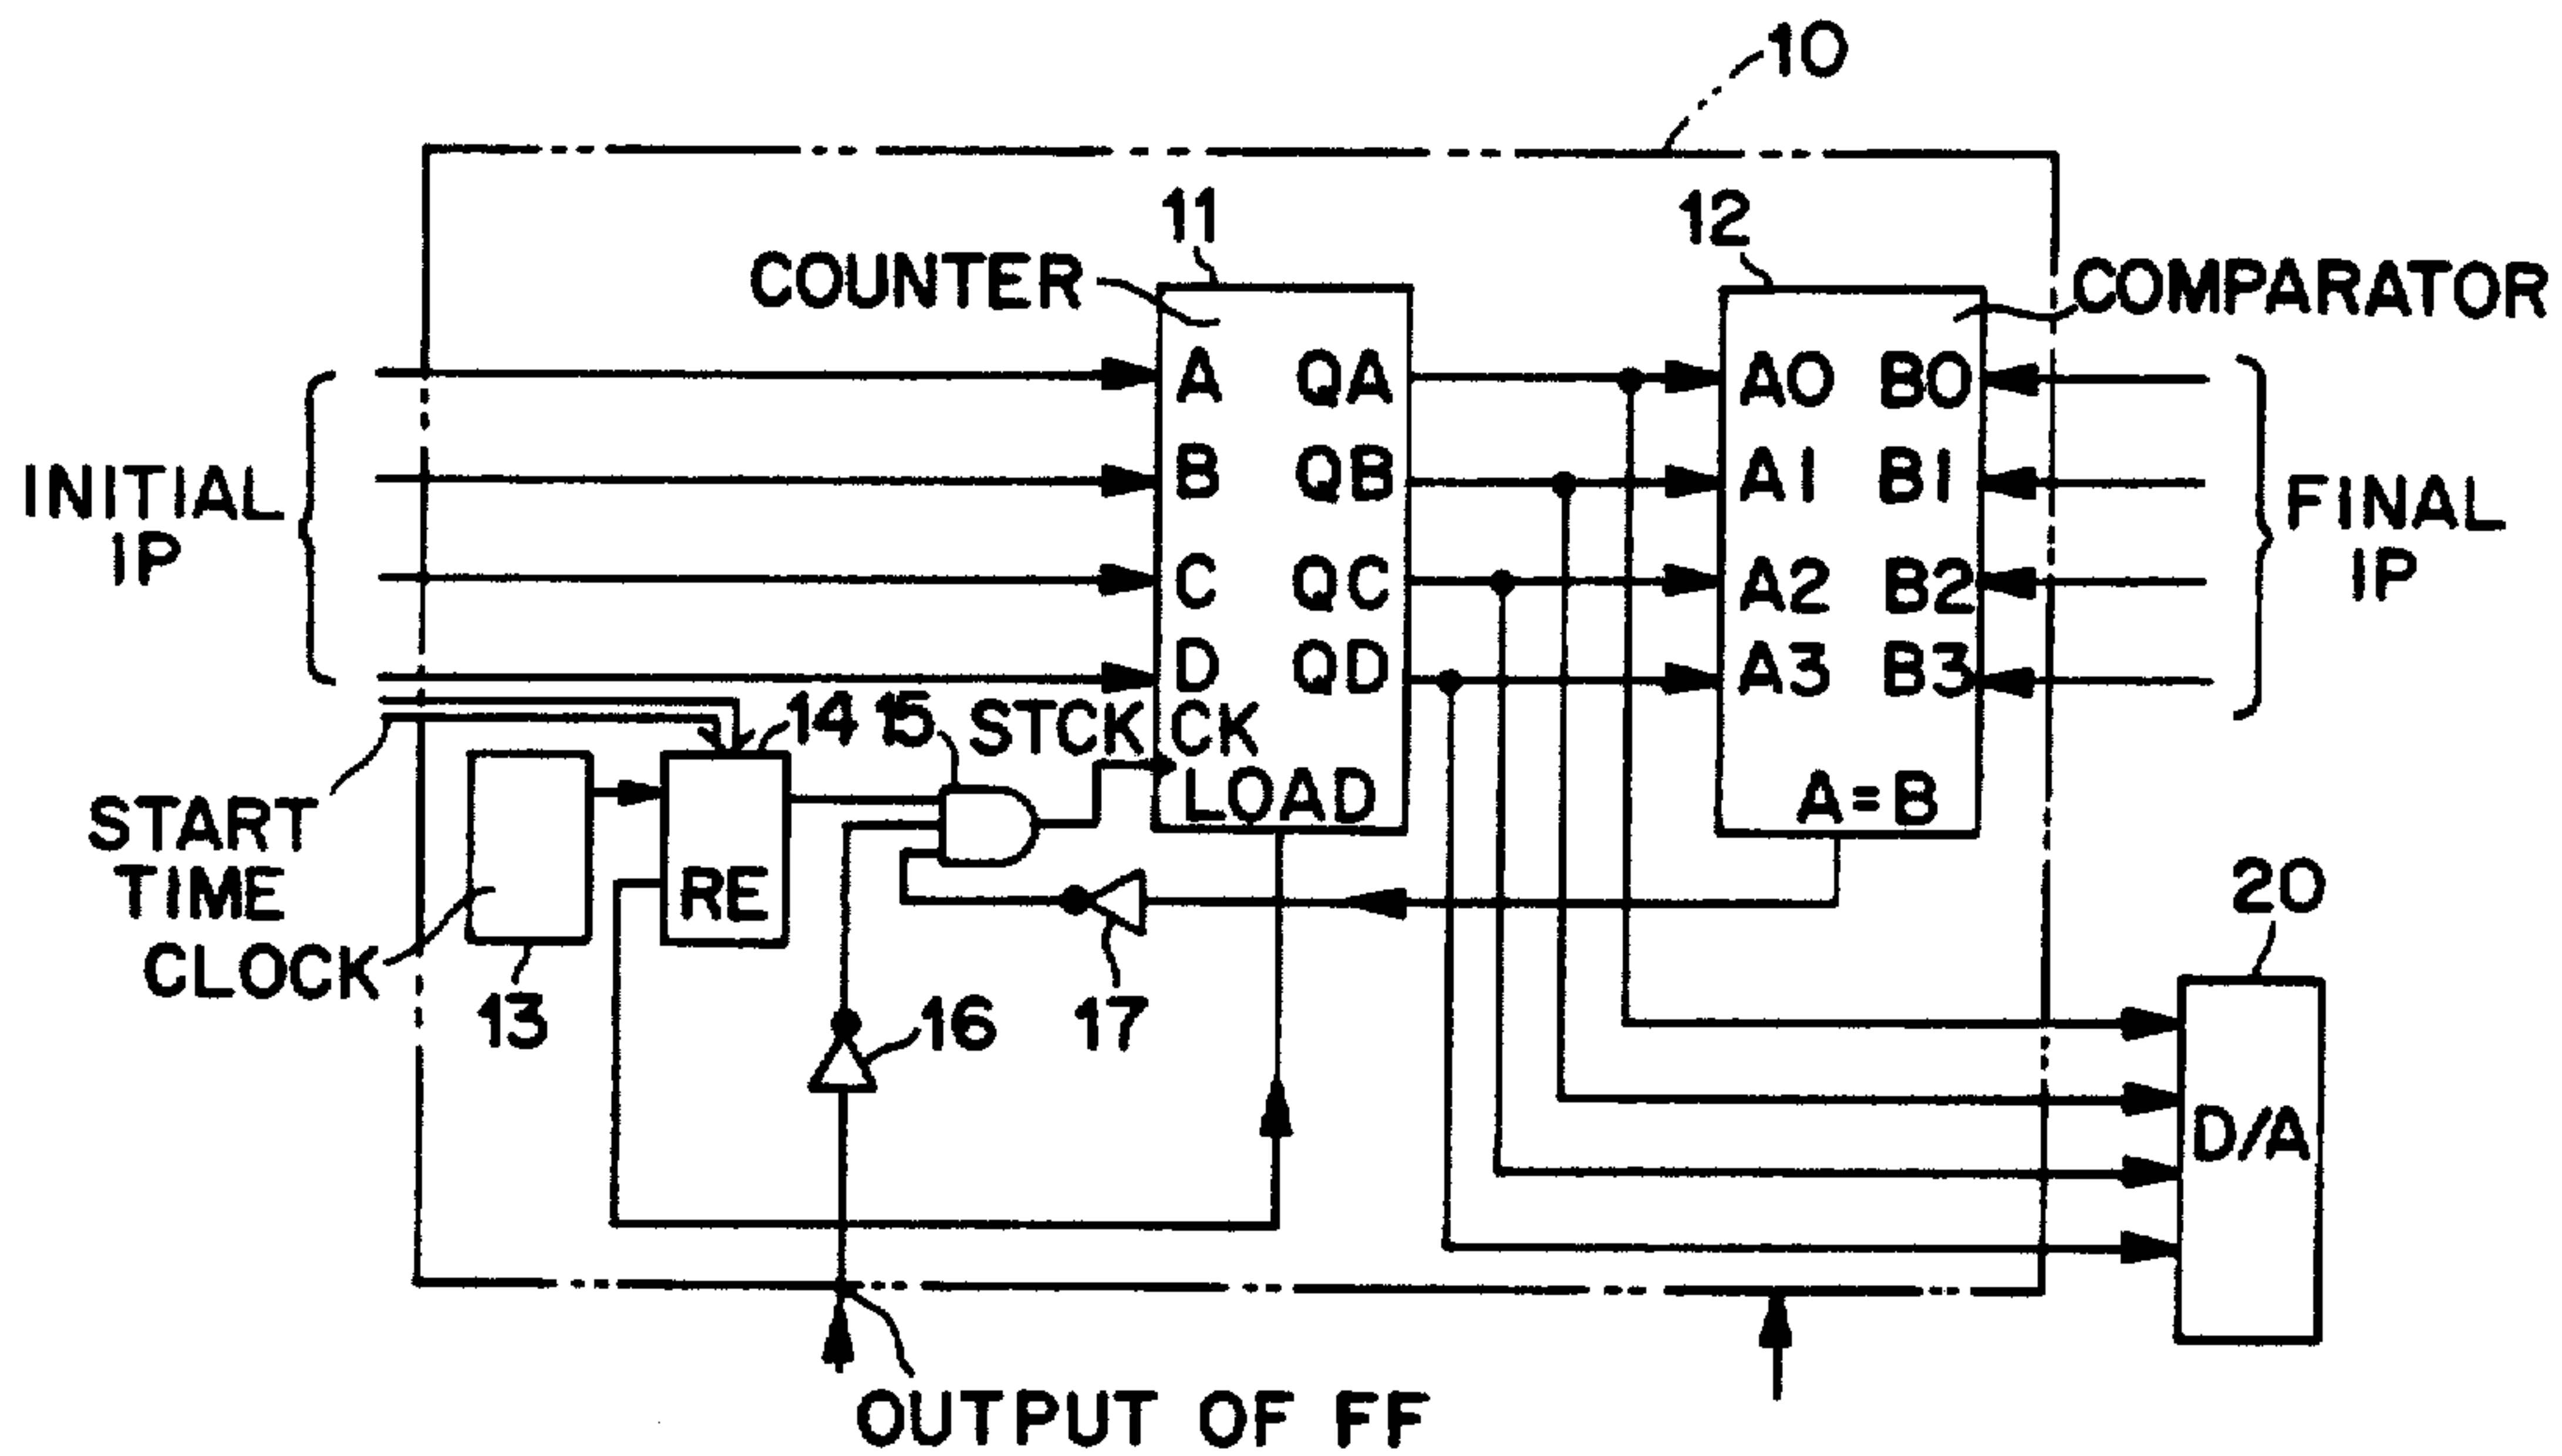 10
11
12
COUNTER
COMPARATOR
A QA
B QB
C QC
D QD
CK
LOAD
A0 B0
A1 B1
A2 B2
A3 B3
A=B
INITIAL
IP
FINAL
IP
14
15
STCK
START
TIME
CLOCK
RE
13
16
17
20
D/A
OUTPUT OF FF